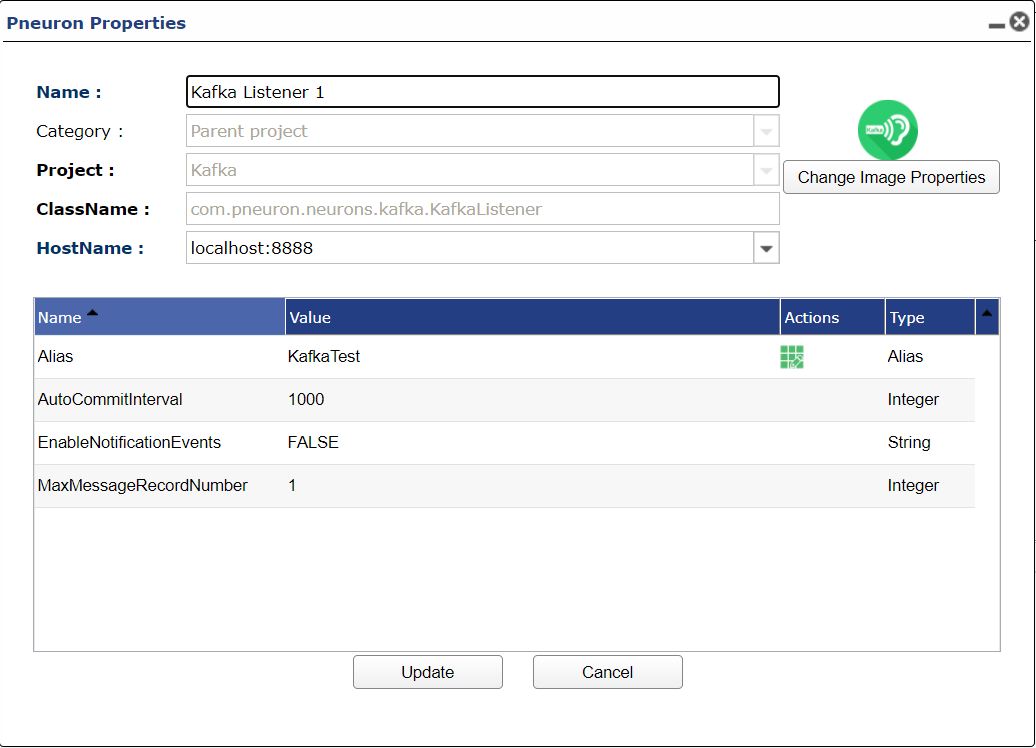 Pneuron Properties
Name :
Kafka Listener 1
Category :
Parent project
Kafka
Project :
Kafka
Change Image Properties
ClassName :
com.pneuron.neurons.kafka.KafkaListener
HostName :
localhost:8888
Name Value Actions Type
Alias KafkaTest Alias
AutoCommitInterval 1000 Integer
EnableNotificationEvents FALSE String
MaxMessageRecordNumber 1 Integer
Update Cancel